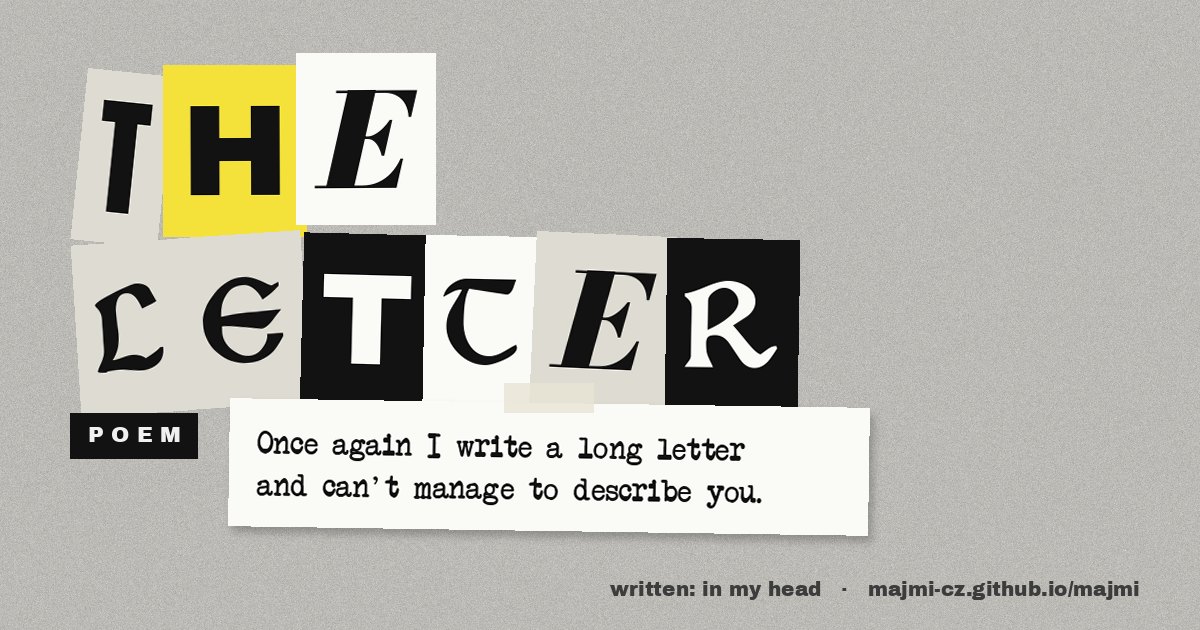 THE
LETTER
POEM
Once again I write a long letter
and can't manage to describe you.
written: in my head · majmi-cz.github.io/majmi